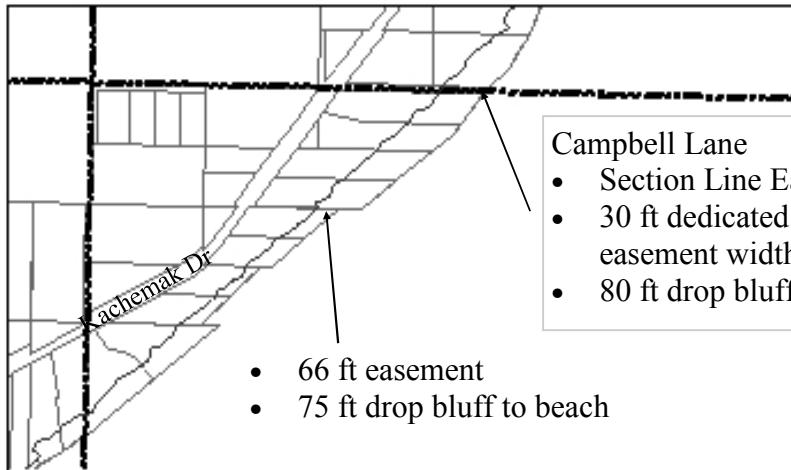 Campbell Lane
• Section Line Ea
• 30 ft dedicated
easement width
• 80 ft drop bluff
Kachemak Dr
• 66 ft easement
• 75 ft drop bluff to beach